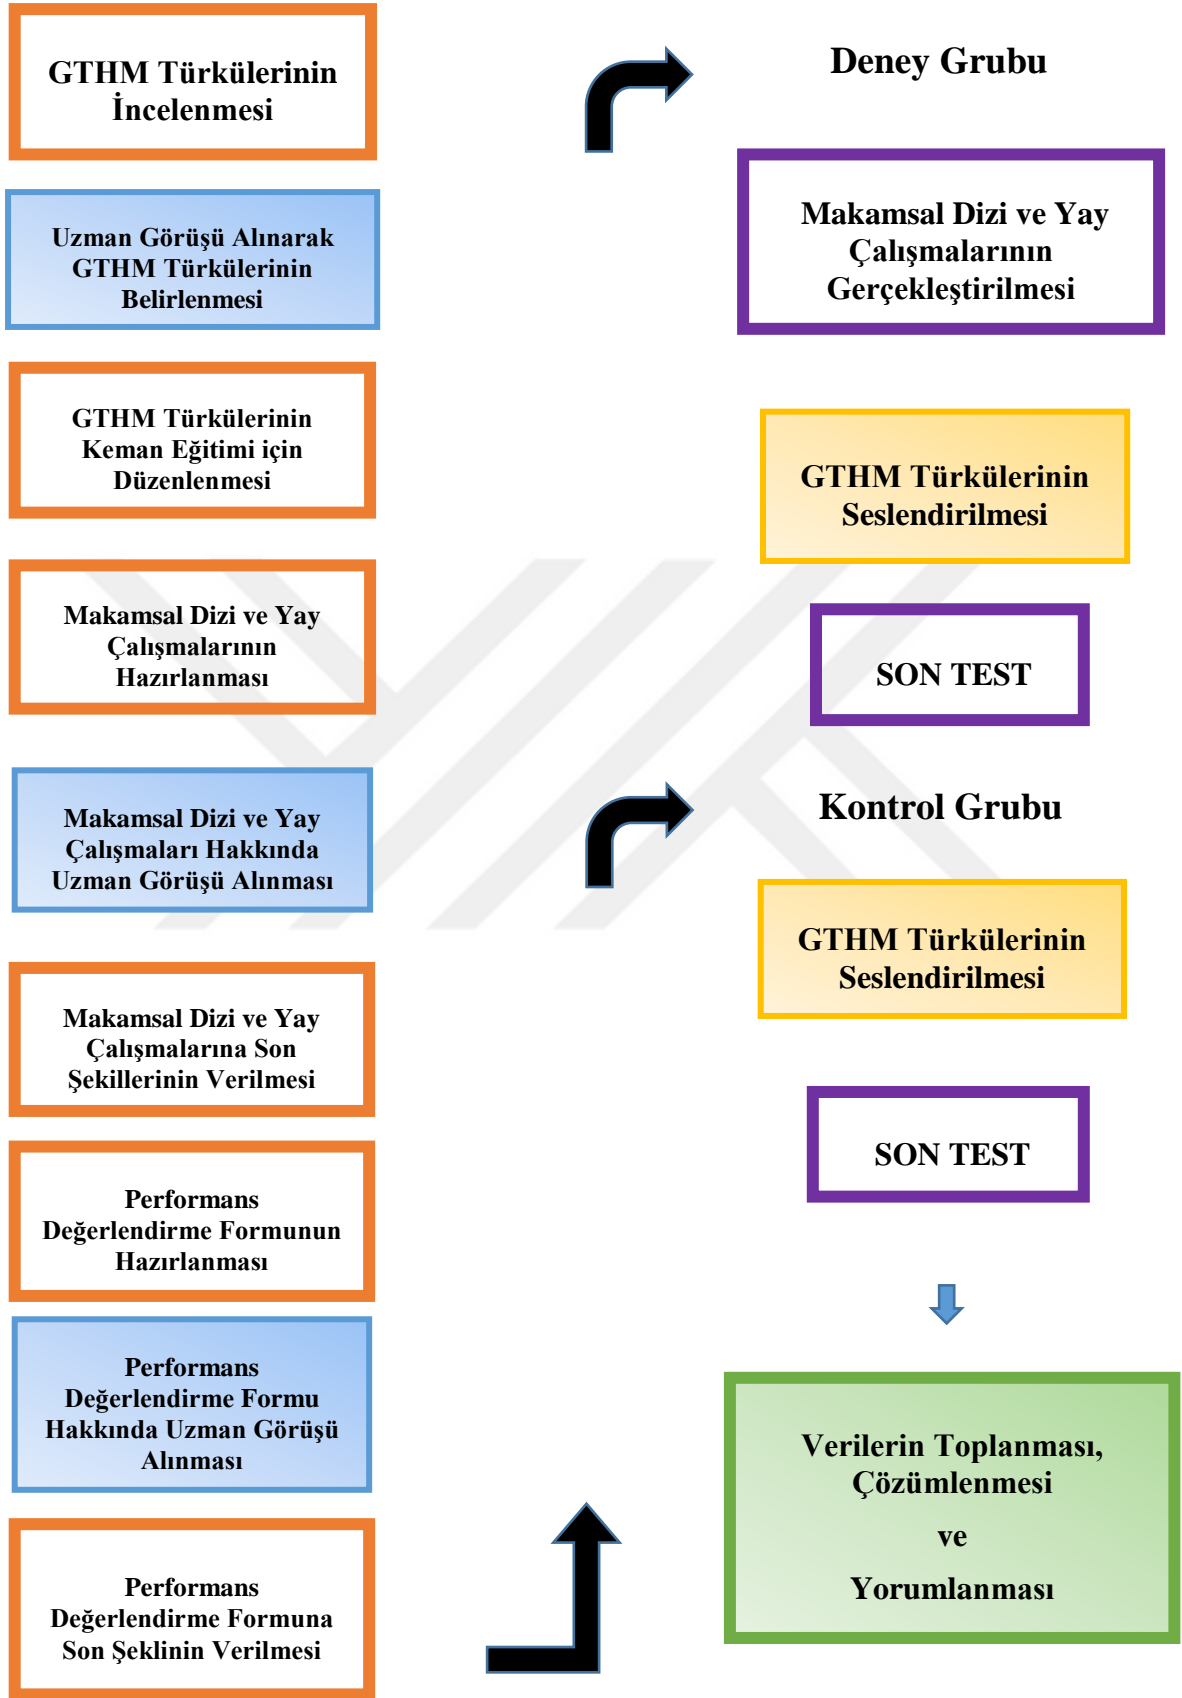 GTHM Türkülerinin
İncelenmesi
Uzman Görüşü Alınarak
GTHM Türkülerinin
Belirlenmesi
GTHM Türkülerinin
Keman Eğitimi için
Düzenlenmesi
Makamsal Dizi ve Yay
Çalışmalarının
Hazırlanması
Makamsal Dizi ve Yay
Çalışmaları Hakkında
Uzman Görüşü Alınması
Makamsal Dizi ve Yay
Çalışmalarına Son
Şekillerinin Verilmesi
Performans
Değerlendirme Formunun
Hazırlanması
Performans
Değerlendirme Formu
Hakkında Uzman Görüşü
Alınması
Performans
Değerlendirme Formuna
Son Şeklinin Verilmesi
Deney Grubu
Makamsal Dizi ve Yay
Çalışmalarının
Gerçekleştirilmesi
GTHM Türkülerinin
Seslendirilmesi
SON TEST
Kontrol Grubu
GTHM Türkülerinin
Seslendirilmesi
SON TEST
Verilerin Toplanması,
Çözümlenmesi
ve
Yorumlanması